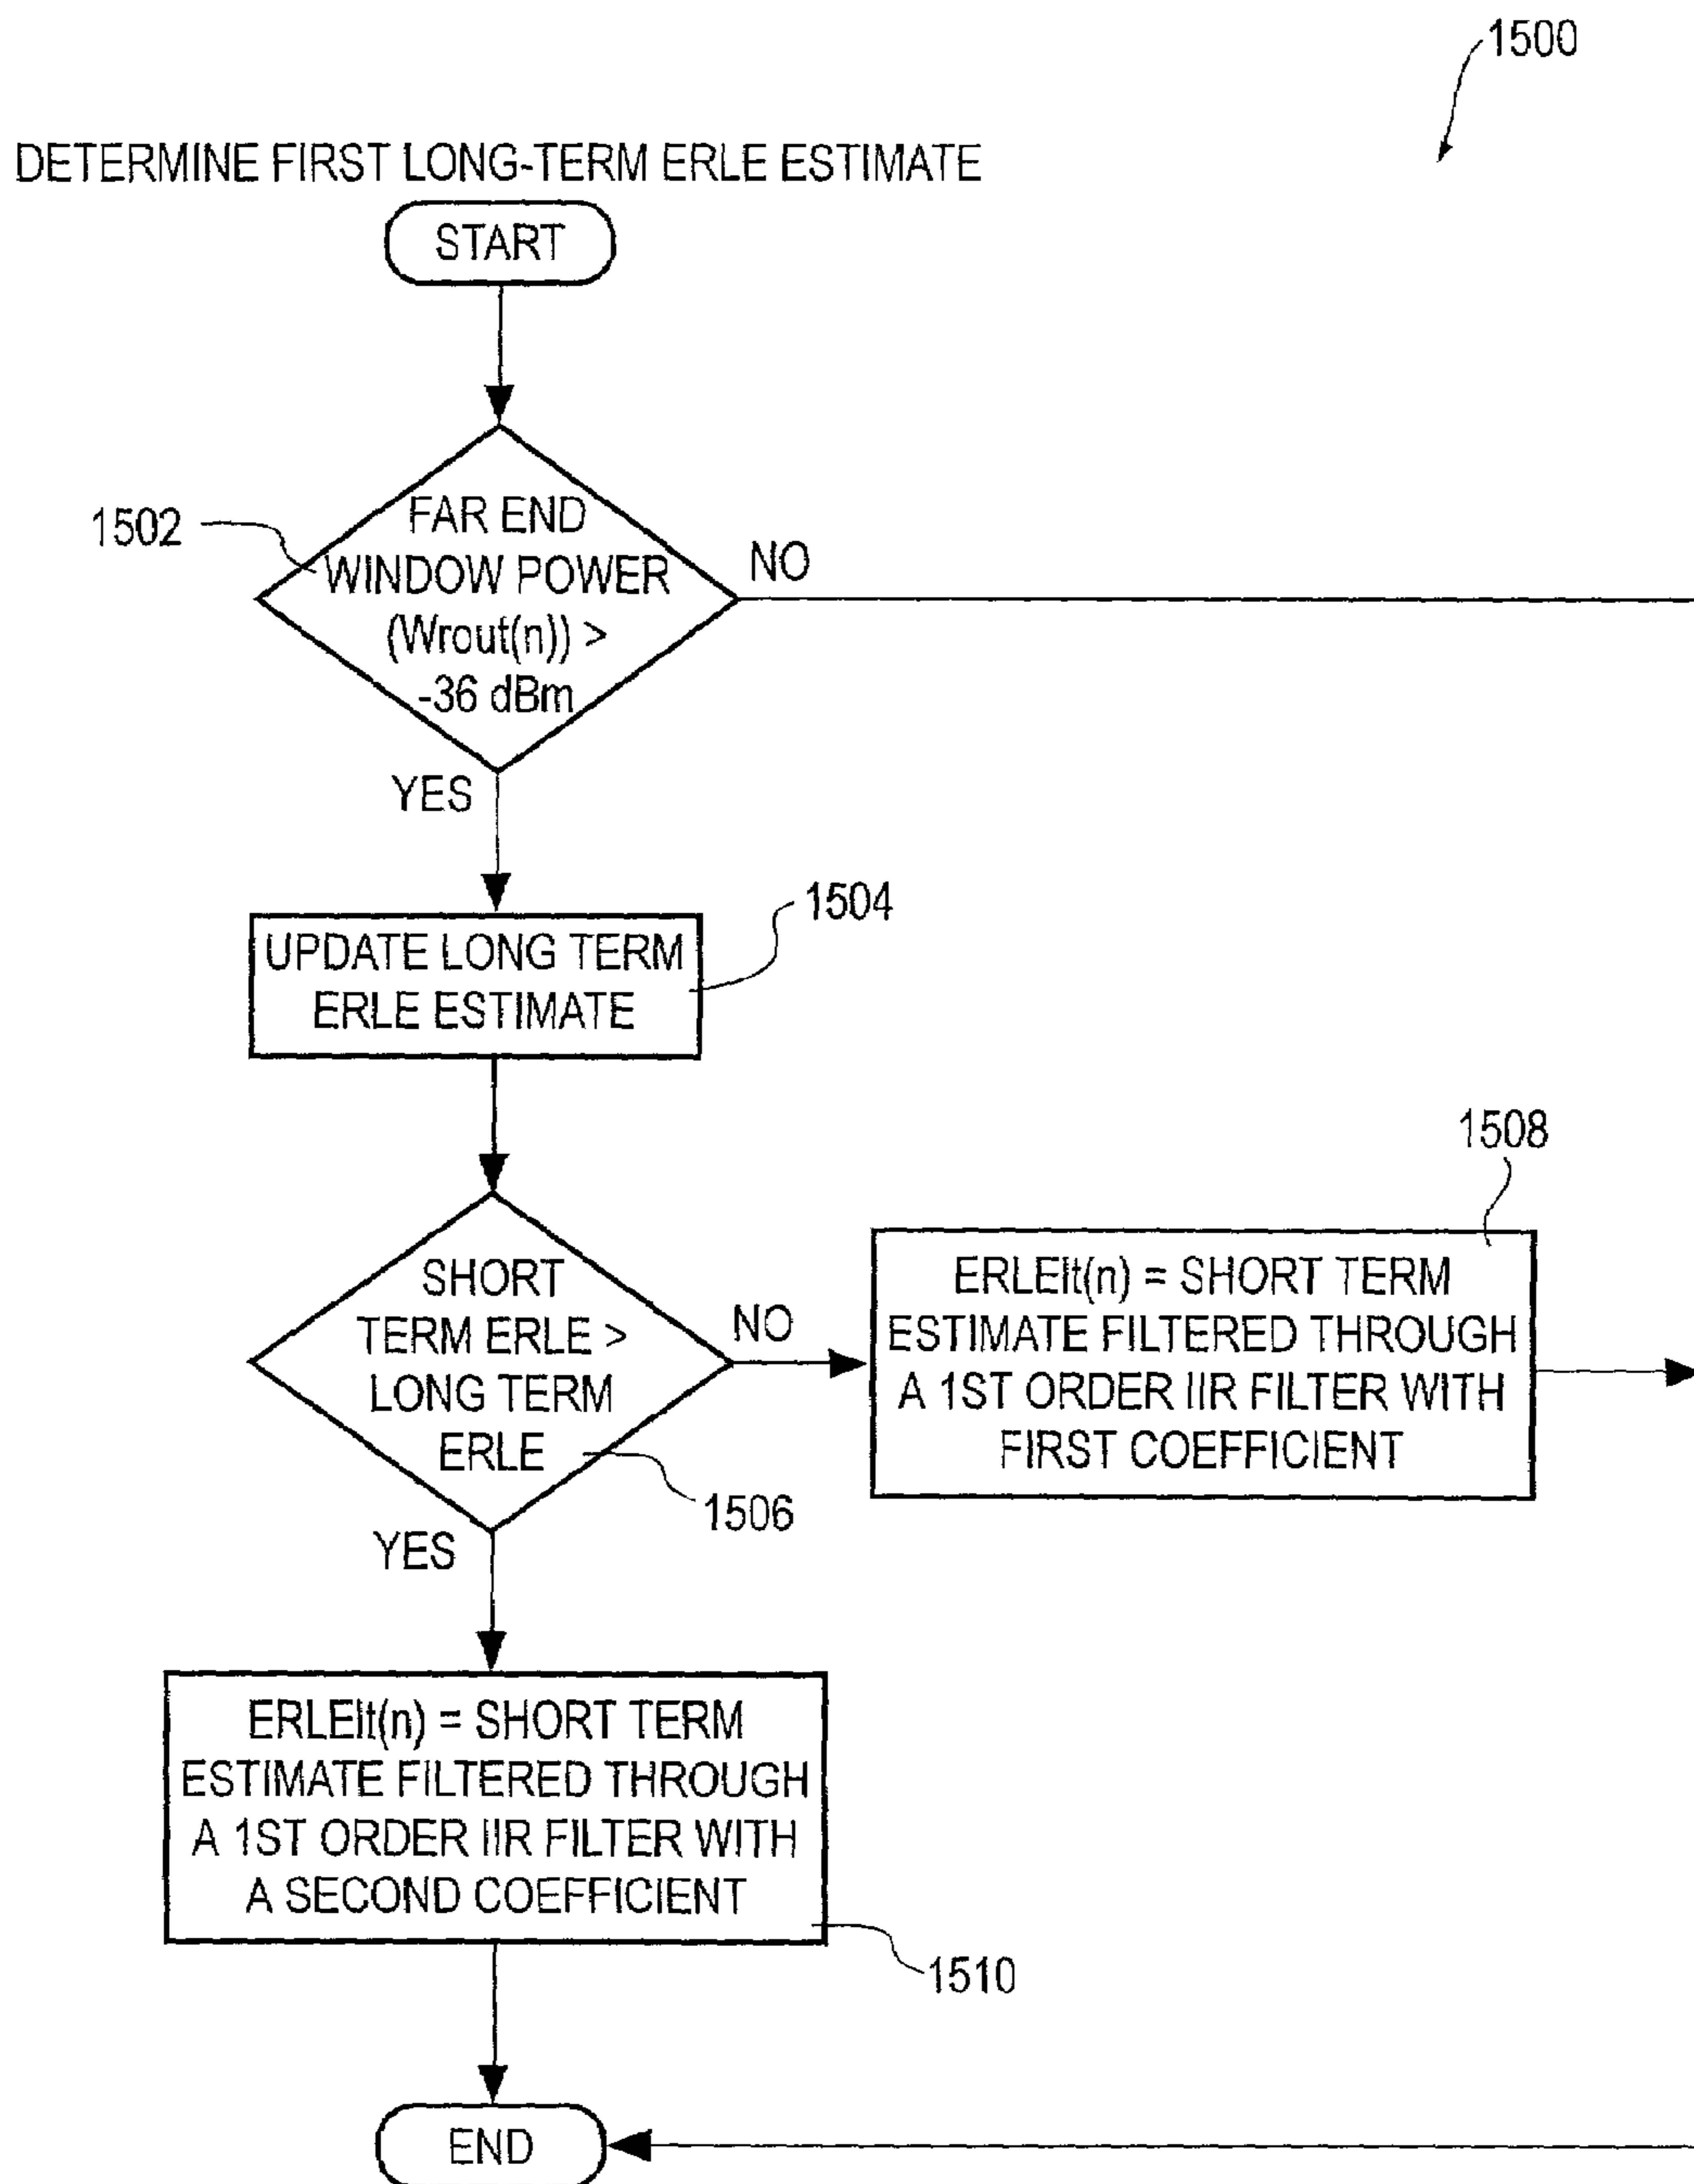 1500
DETERMINE FIRST LONG-TERM ERLE ESTIMATE
START
1502
FAR END
WINDOW POWER
(Wrout(n)) >
-36 dBm
NO
YES
1504
UPDATE LONG TERM
ERLE ESTIMATE
1506
SHORT
TERM ERLE >
LONG TERM
ERLE
NO
1508
ERLElt(n) = SHORT TERM
ESTIMATE FILTERED THROUGH
A 1ST ORDER IIR FILTER WITH
FIRST COEFFICIENT
YES
ERLElt(n) = SHORT TERM
ESTIMATE FILTERED THROUGH
A 1ST ORDER IIR FILTER WITH
A SECOND COEFFICIENT
1510
END